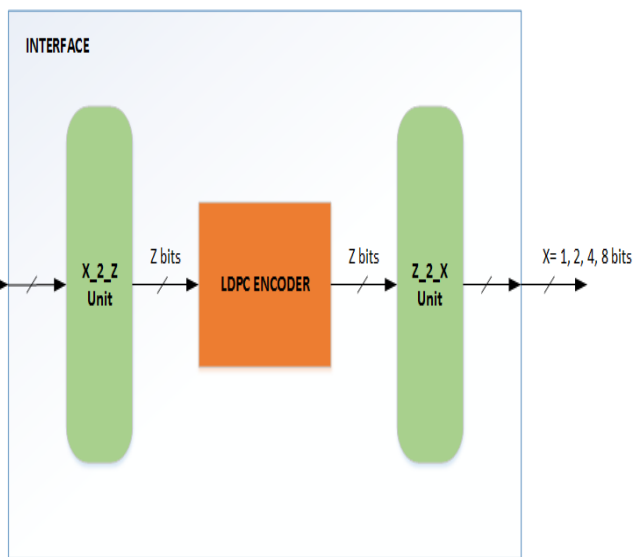 INTERFACE
X_2_Z
Unit
Z bits
LDPC ENCODER
Z bits
Z_2_X
Unit
X= 1, 2, 4, 8 bits